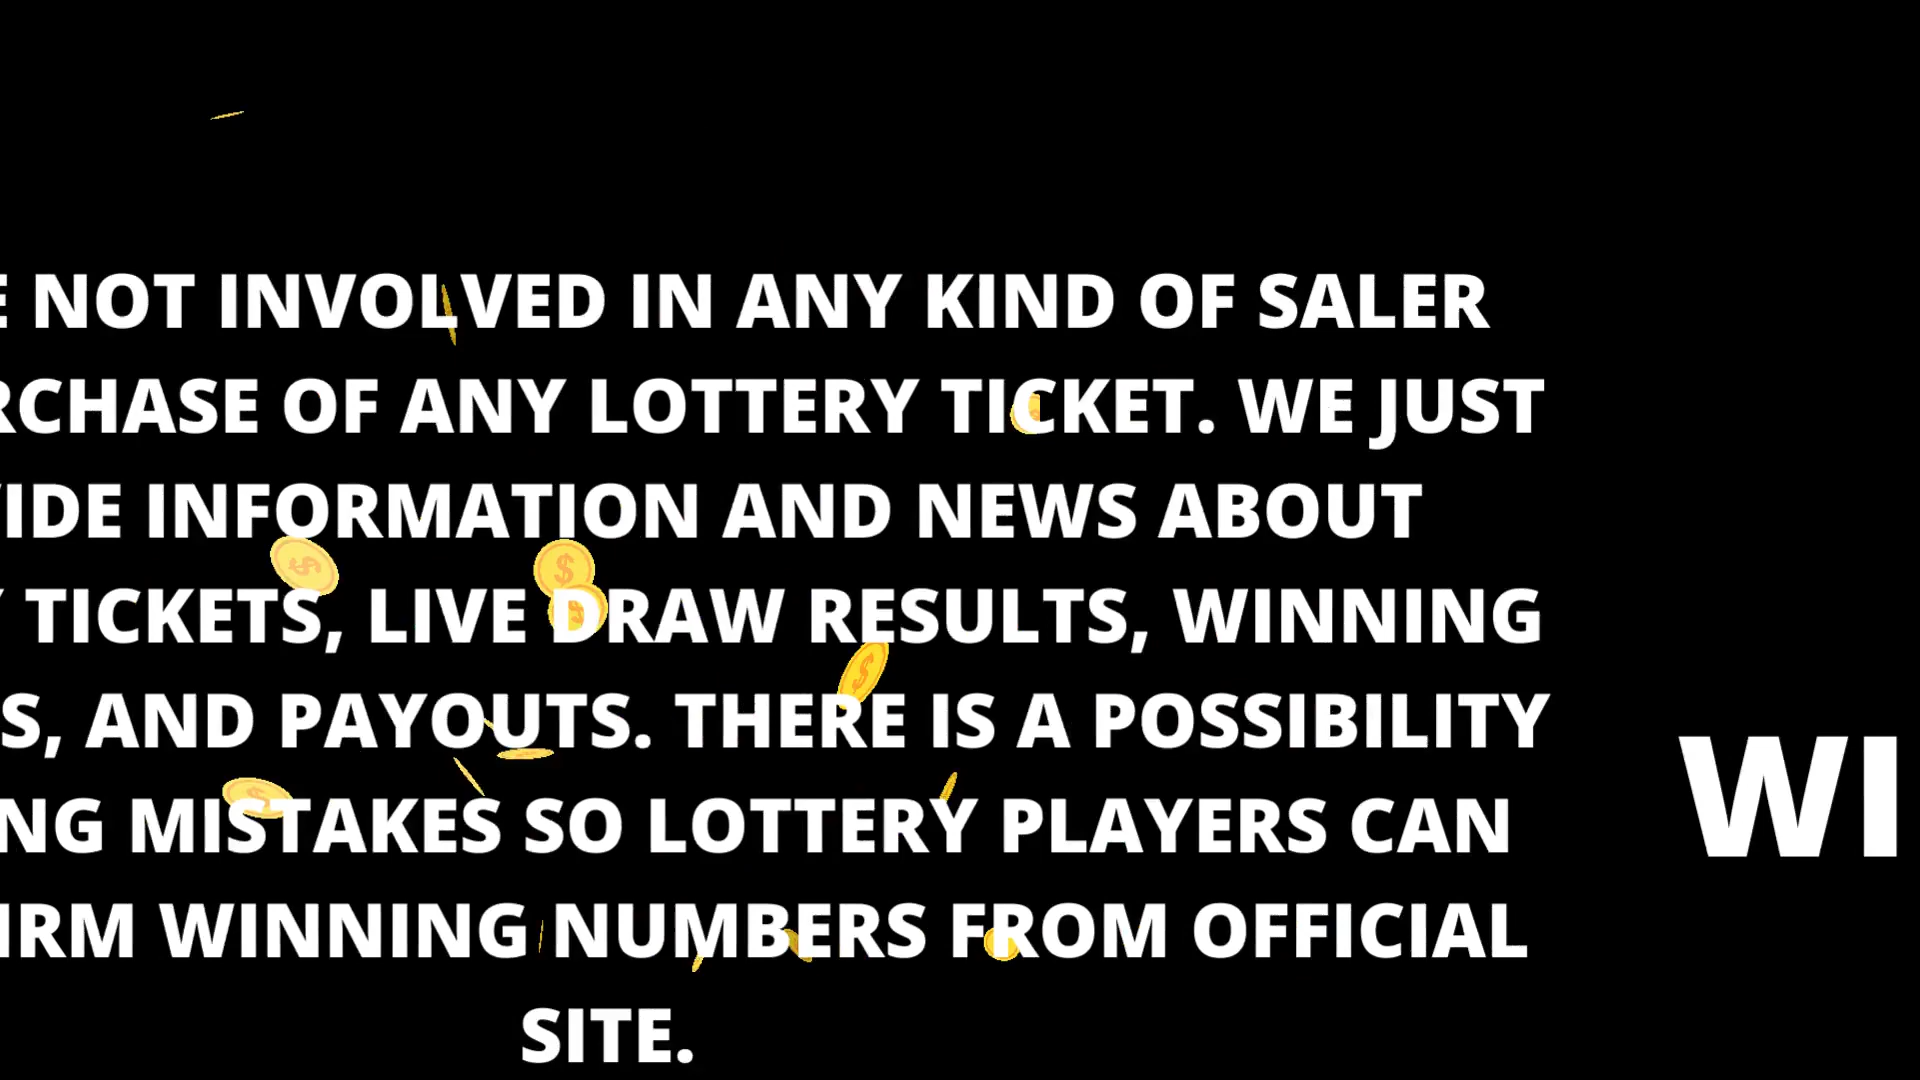 NOT INVOLVED IN ANY KIND OF SALER
RCHASE OF ANY LOTTERY TICKET. WE JUST
IDE INFORMATION AND NEWS ABOUT
TICKETS, LIVE DRAW RESULTS, WINNING
S, AND PAYOUTS. THERE IS A POSSIBILITY
NG MISTAKES SO LOTTERY PLAYERS CAN
IRM WINNING NUMBERS FROM OFFICIAL
SITE.
WI